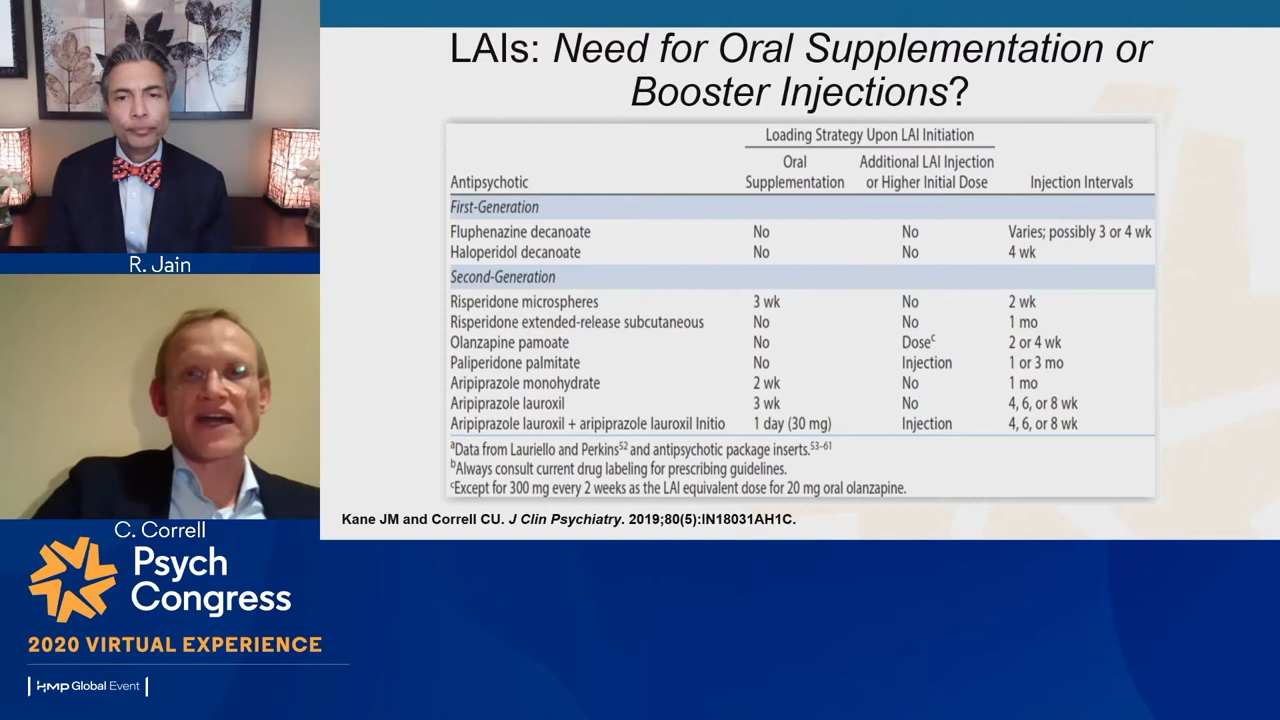 LAIs: Need for Oral Supplementation or
Booster Injections?
Loading Strategy Upon LAI Initiation
Oral Additional LAI Injection
Antipsychotic Supplementation or Higher Initial Dose Injection Intervals
First-Generation
Fluphenazine decanoate No No Varies; possibly 3 or 4 wk
Haloperidol decanoate No No 4 wk
Second-Generation
Risperidone microspheres 3 wk No 2 wk
Risperidone extended-release subcutaneous No No 1 mo
Olanzapine pamoate No Doseᶜ 2 or 4 wk
Paliperidone palmitate No Injection 1 or 3 mo
Aripiprazole monohydrate 2 wk No 1 mo
Aripiprazole lauroxil 3 wk No 4, 6, or 8 wk
Aripiprazole lauroxil + aripiprazole lauroxil Initio 1 day (30 mg) Injection 4, 6, or 8 wk
ᵃData from Lauriello and Perkins⁵² and antipsychotic package inserts.⁵³⁻⁶¹
ᵇAlways consult current drug labeling for prescribing guidelines.
ᶜExcept for 300 mg every 2 weeks as the LAI equivalent dose for 20 mg oral olanzapine.
Kane JM and Correll CU. J Clin Psychiatry. 2019;80(5):IN18031AH1C.
R. Jain
C. Correll
Psych
Congress
2020 VIRTUAL EXPERIENCE
HMP Global Event